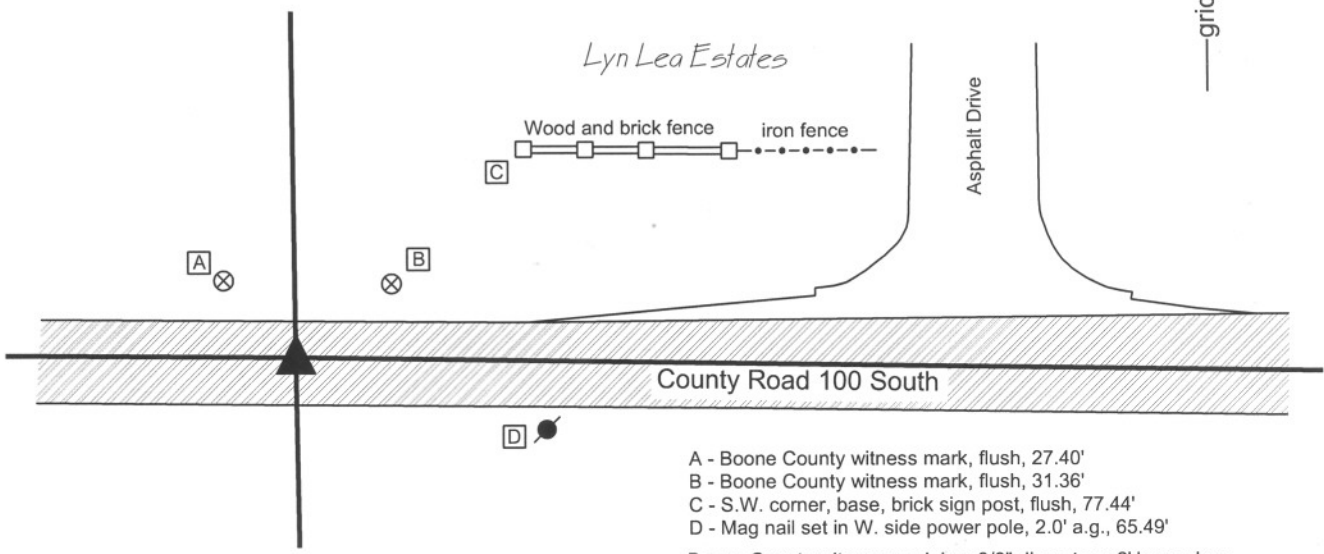 grid
Lyn Lea Estates
Wood and brick fence
iron fence
Asphalt Drive
C
A
B
County Road 100 South
D
A - Boone County witness mark, flush, 27.40'
B - Boone County witness mark, flush, 31.36'
C - S.W. corner, base, brick sign post, flush, 77.44'
D - Mag nail set in W. side power pole, 2.0' a.g., 65.49'